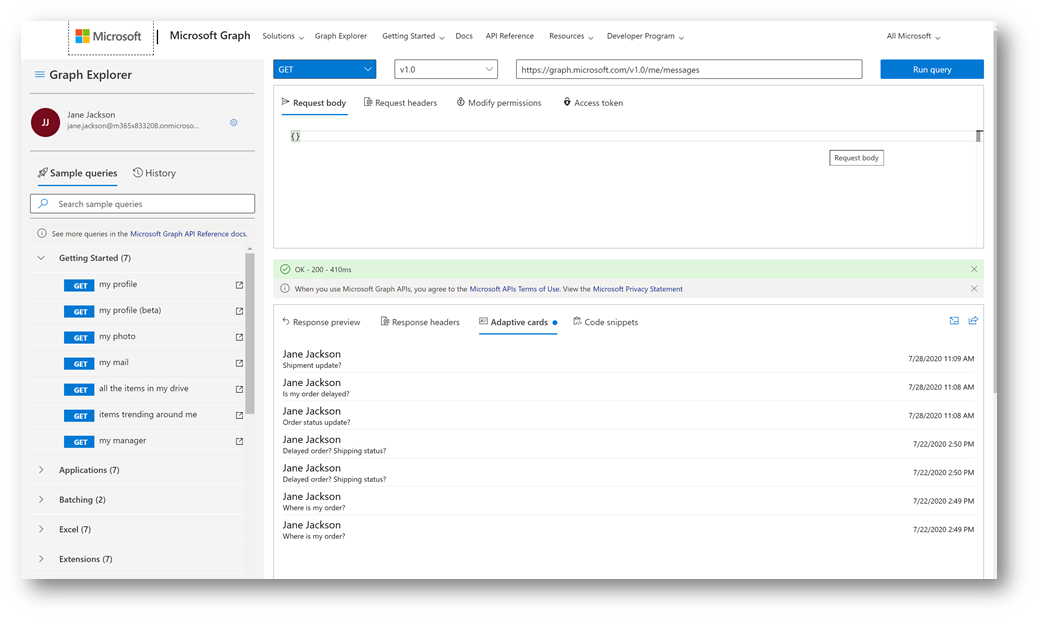 Microsoft | Microsoft Graph Solutions Graph Explorer Getting Started Docs API Reference Resources Developer Program All Microsoft
Graph Explorer
JJ
Jane Jackson
jane.jackson@m365x833208.onmicroso...
Sample queries History
Search sample queries
See more queries in the Microsoft Graph API Reference docs.
Getting Started (7)
GET my profile
GET my profile (beta)
GET my photo
GET my mail
GET all the items in my drive
GET items trending around me
GET my manager
Applications (7)
Batching (2)
Excel (7)
Extensions (7)
GET v1.0 https://graph.microsoft.com/v1.0/me/messages Run query
Request body Request headers Modify permissions Access token
{}
Request body
OK - 200 - 410ms
When you use Microsoft Graph APIs, you agree to the Microsoft APIs Terms of Use. View the Microsoft Privacy Statement
Response preview Response headers Adaptive cards Code snippets
Jane Jackson
Shipment update?
7/28/2020 11:09 AM
Jane Jackson
Is my order delayed?
7/28/2020 11:08 AM
Jane Jackson
Order status update?
7/28/2020 11:08 AM
Jane Jackson
Delayed order? Shipping status?
7/22/2020 2:50 PM
Jane Jackson
Delayed order? Shipping status?
7/22/2020 2:50 PM
Jane Jackson
Where is my order?
7/22/2020 2:49 PM
Jane Jackson
Where is my order?
7/22/2020 2:49 PM